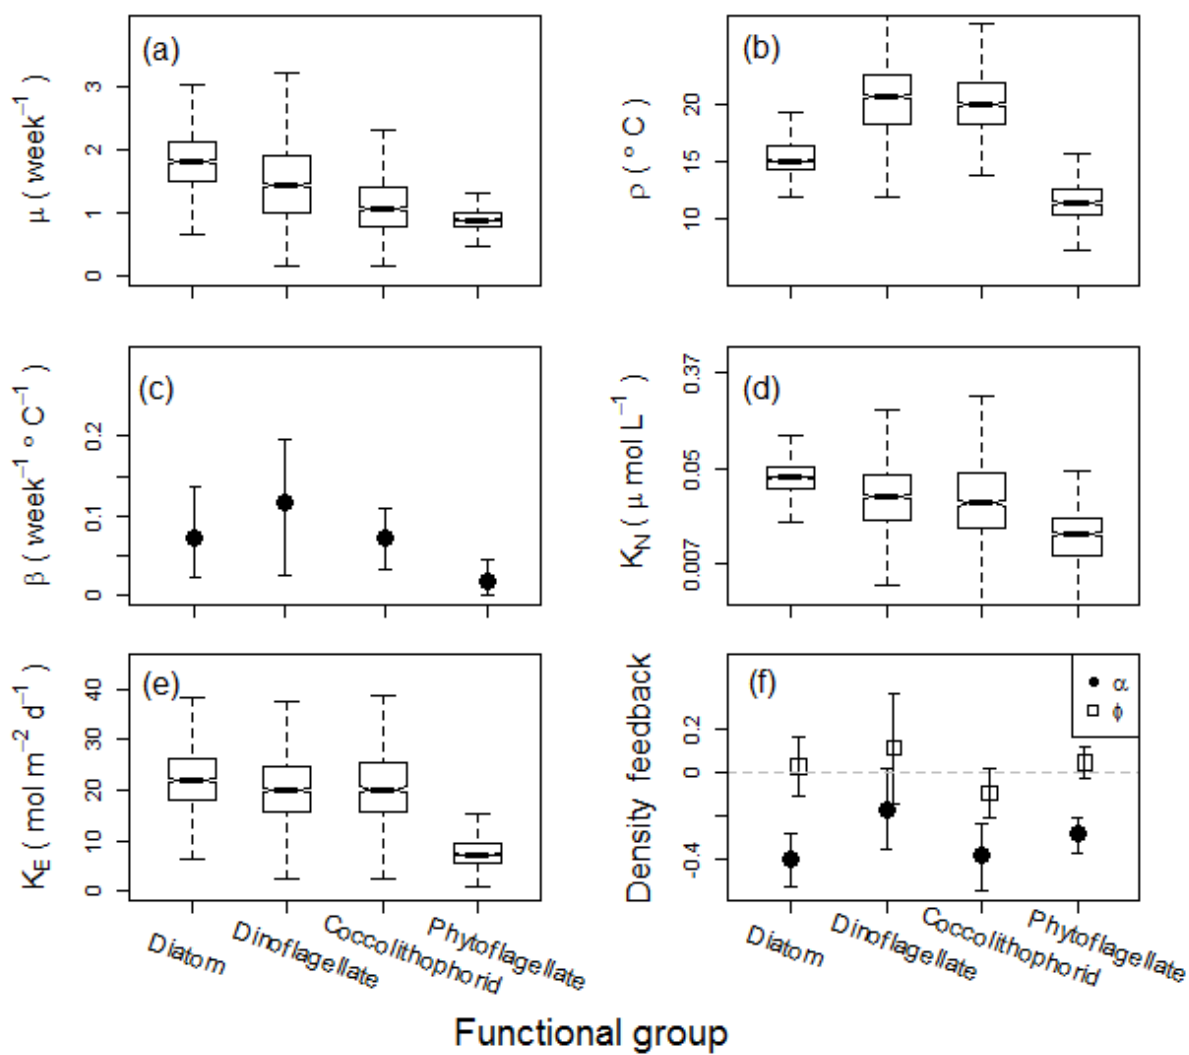 (a)
μ ( week⁻¹ )
0
1
2
3
(b)
ρ ( ° C )
10
15
20
(c)
β ( week⁻¹ ° C⁻¹ )
0
0.1
0.2
(d)
K_N ( μ mol L⁻¹ )
0.007
0.05
0.37
(e)
K_E ( mol m⁻² d⁻¹ )
0
10
20
30
40
Diatom
Dinoflagellate
Coccolithophorid
Phytoflagellate
(f)
α
ϕ
Density feedback
-0.4
0
0.2
Diatom
Dinoflagellate
Coccolithophorid
Phytoflagellate
Functional group